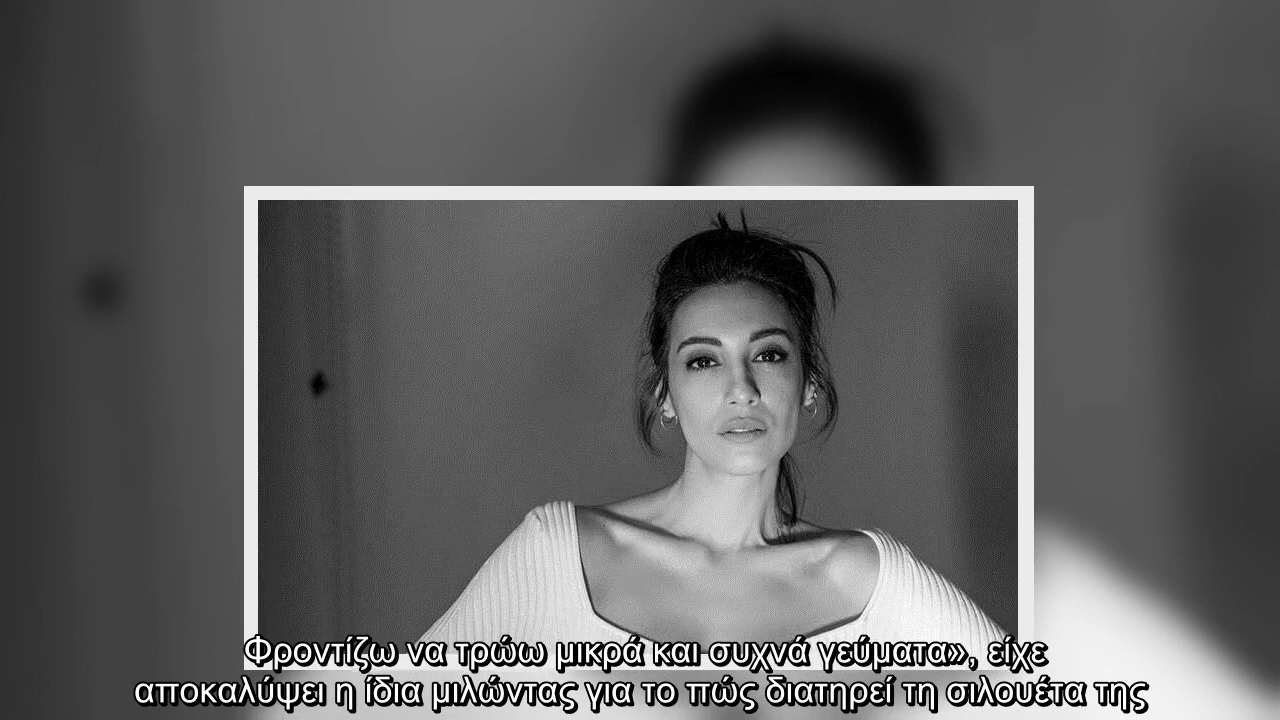 Φροντίζω να τρώω μικρά και συχνά γεύματα», είχε
αποκαλύψει η ίδια μιλώντας για το πώς διατηρεί τη σιλουέτα της